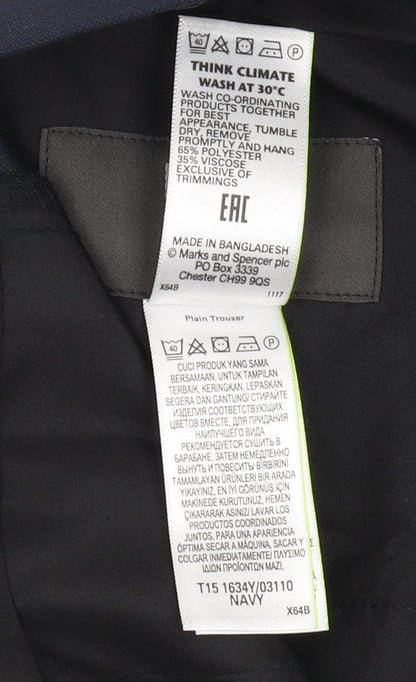 40 P
THINK CLIMATE
WASH AT 30°C
WASH CO-ORDINATING
PRODUCTS TOGETHER
FOR BEST
APPEARANCE, TUMBLE
DRY, REMOVE
PROMPTLY AND HANG
65% POLYESTER
35% VISCOSE
EXCLUSIVE OF
TRIMMINGS
EAC
MADE IN BANGLADESH
© Marks and Spencer plc
PO Box 3339
Chester CH99 9QS
X64B 1117
Plain Trouser
40 P
CUCI PRODUK YANG SAMA
BERSAMAAN, UNTUK TAMPILAN
TERBAIK, KERINGKAN, LEPASKAN
SEGERA DAN GANTUNG/ СТИРАЙТЕ
ИЗДЕЛИЯ СООТВЕТСТВУЮЩИХ
ЦВЕТОВ ВМЕСТЕ, ДЛЯ ПРИДАНИЯ
НАИЛУЧШЕГО ВИДА
РЕКОМЕНДУЕТСЯ СУШИТЬ В
БАРАБАНЕ, ЗАТЕМ НЕМЕДЛЕННО
ВЫНУТЬ И ПОВЕСИТЬ/ BİRBİRİNİ
TAMAMLAYAN ÜRÜNLERİ BİR ARADA
YIKAYINIZ, EN İYİ GÖRÜNÜŞ İÇİN
MAKİNEDE KURUTUNUZ, HEMEN
ÇIKARARAK ASINIZ/ LAVAR LOS
PRODUCTOS COORDINADOS
JUNTOS, PARA UNA APARIENCIA
ÓPTIMA SECAR A MÁQUINA, SACAR Y
COLGAR INMEDIATAMENTE/ ΠΛΥΣΙΜΟ
ΙΔΙΩΝ ΠΡΟΪΟΝΤΩΝ ΜΑΖΙ,
T15 1634Y/03110
NAVY
X64B